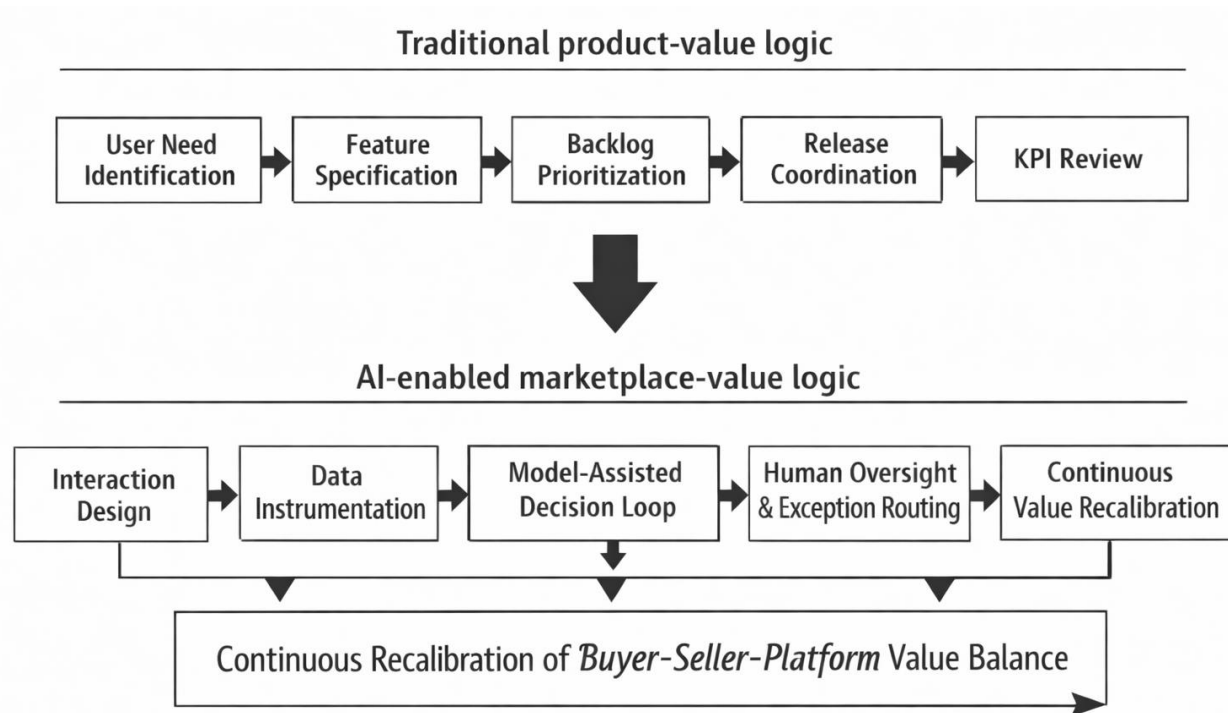 Traditional product-value logic
User Need
Identification
Feature
Specification
Backlog
Prioritization
Release
Coordination
KPI Review
AI-enabled marketplace-value logic
Interaction
Design
Data
Instrumentation
Model-Assisted
Decision Loop
Human Oversight
& Exception Routing
Continuous
Value Recalibration
Continuous Recalibration of Buyer-Seller-Platform Value Balance